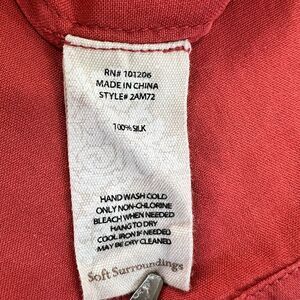 RN# 101206
MADE IN CHINA
STYLE# 2AM72
100% SILK
HAND WASH COLD
ONLY NON-CHLORINE
BLEACH WHEN NEEDED
HANG TO DRY
COOL IRON IF NEEDED
MAY BE DRY CLEANED
Soft Surroundings